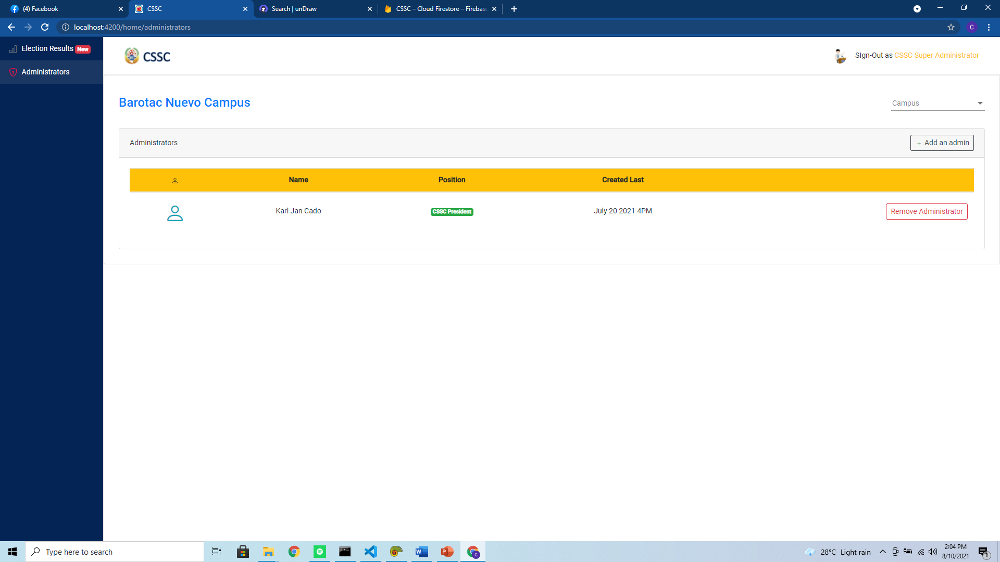 (4) Facebook
CSSC
Search | unDraw
CSSC – Cloud Firestore – Firebase
localhost:4200/home/administrators
C
Election Results New
Administrators
CSSC
SIgn-Out as CSSC Super Administrator
Barotac Nuevo Campus
Campus
Administrators
+ Add an admin
Name Position Created Last
Karl Jan Cado CSSC President July 20 2021 4PM Remove Administrator
Type here to search
28°C Light rain
2:04 PM
8/10/2021
1